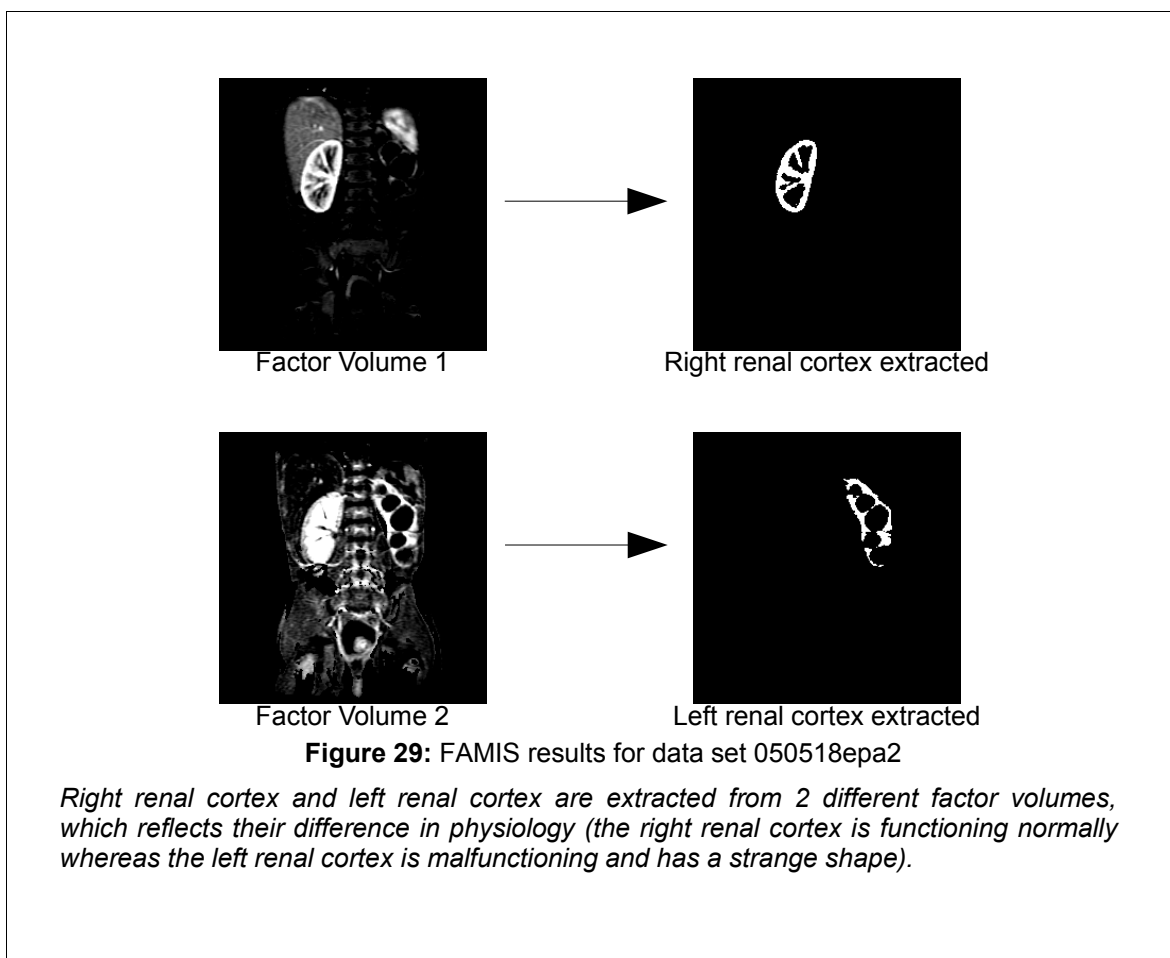 Factor Volume 1
Right renal cortex extracted
Factor Volume 2
Left renal cortex extracted
Figure 29: FAMIS results for data set 050518epa2
Right renal cortex and left renal cortex are extracted from 2 different factor volumes,
which reflects their difference in physiology (the right renal cortex is functioning normally
whereas the left renal cortex is malfunctioning and has a strange shape).